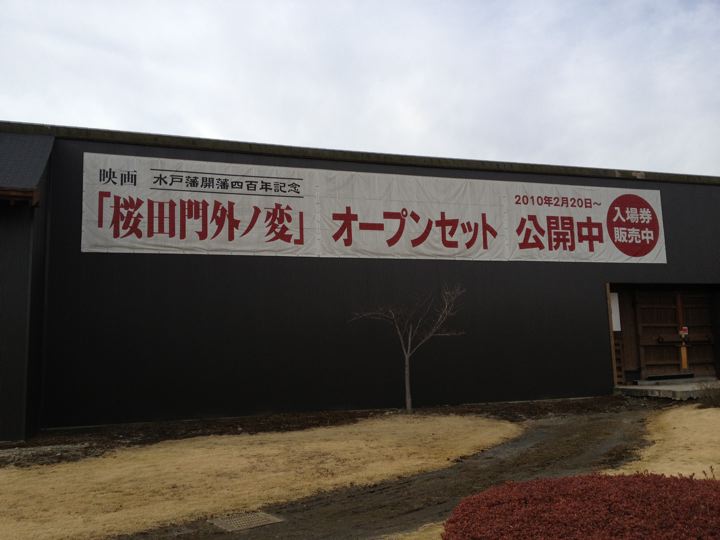 映画 水戸藩開藩四百年記念
「桜田門外ノ変」 オープンセット 公開中
2010年2月20日～
入場券
販売中